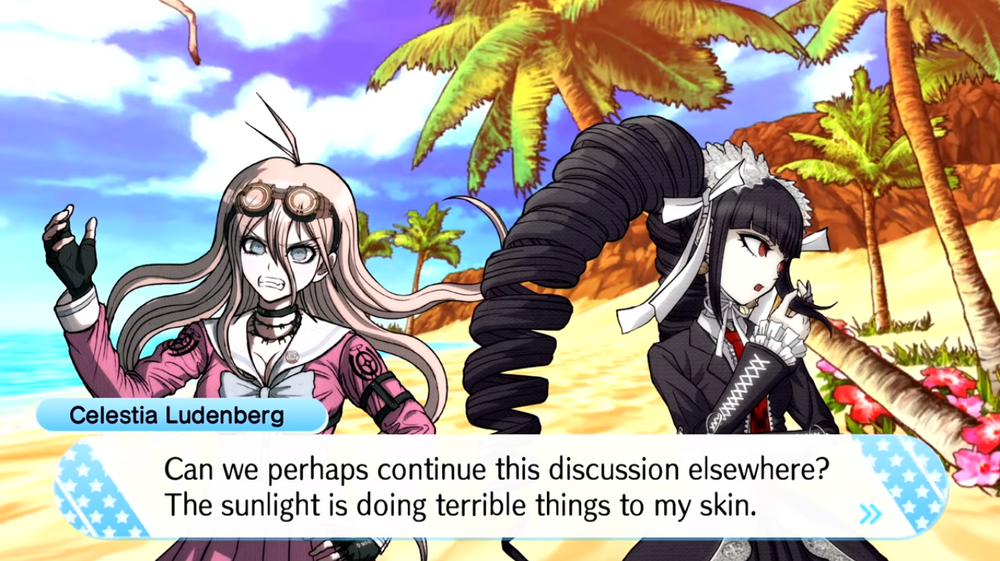 Celestia Ludenberg
Can we perhaps continue this discussion elsewhere?
The sunlight is doing terrible things to my skin.